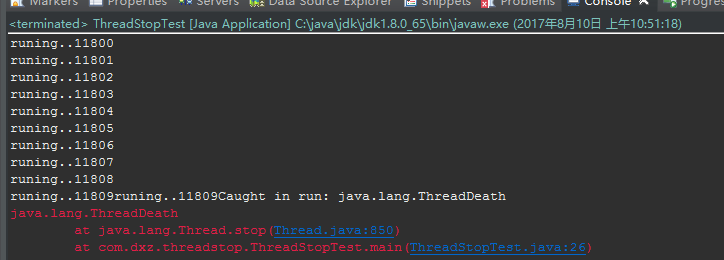 Markers Properties Servers Data Source Explorer Snippets Problems Console Progres
<terminated> ThreadStopTest [Java Application] C:\java\jdk\jdk1.8.0_65\bin\javaw.exe (2017年8月10日 上午10:51:18)
runing..11800
runing..11801
runing..11802
runing..11803
runing..11804
runing..11805
runing..11806
runing..11807
runing..11808
runing..11809runing..11809Caught in run: java.lang.ThreadDeath
java.lang.ThreadDeath
at java.lang.Thread.stop(Thread.java:850)
at com.dxz.threadstop.ThreadStopTest.main(ThreadStopTest.java:26)